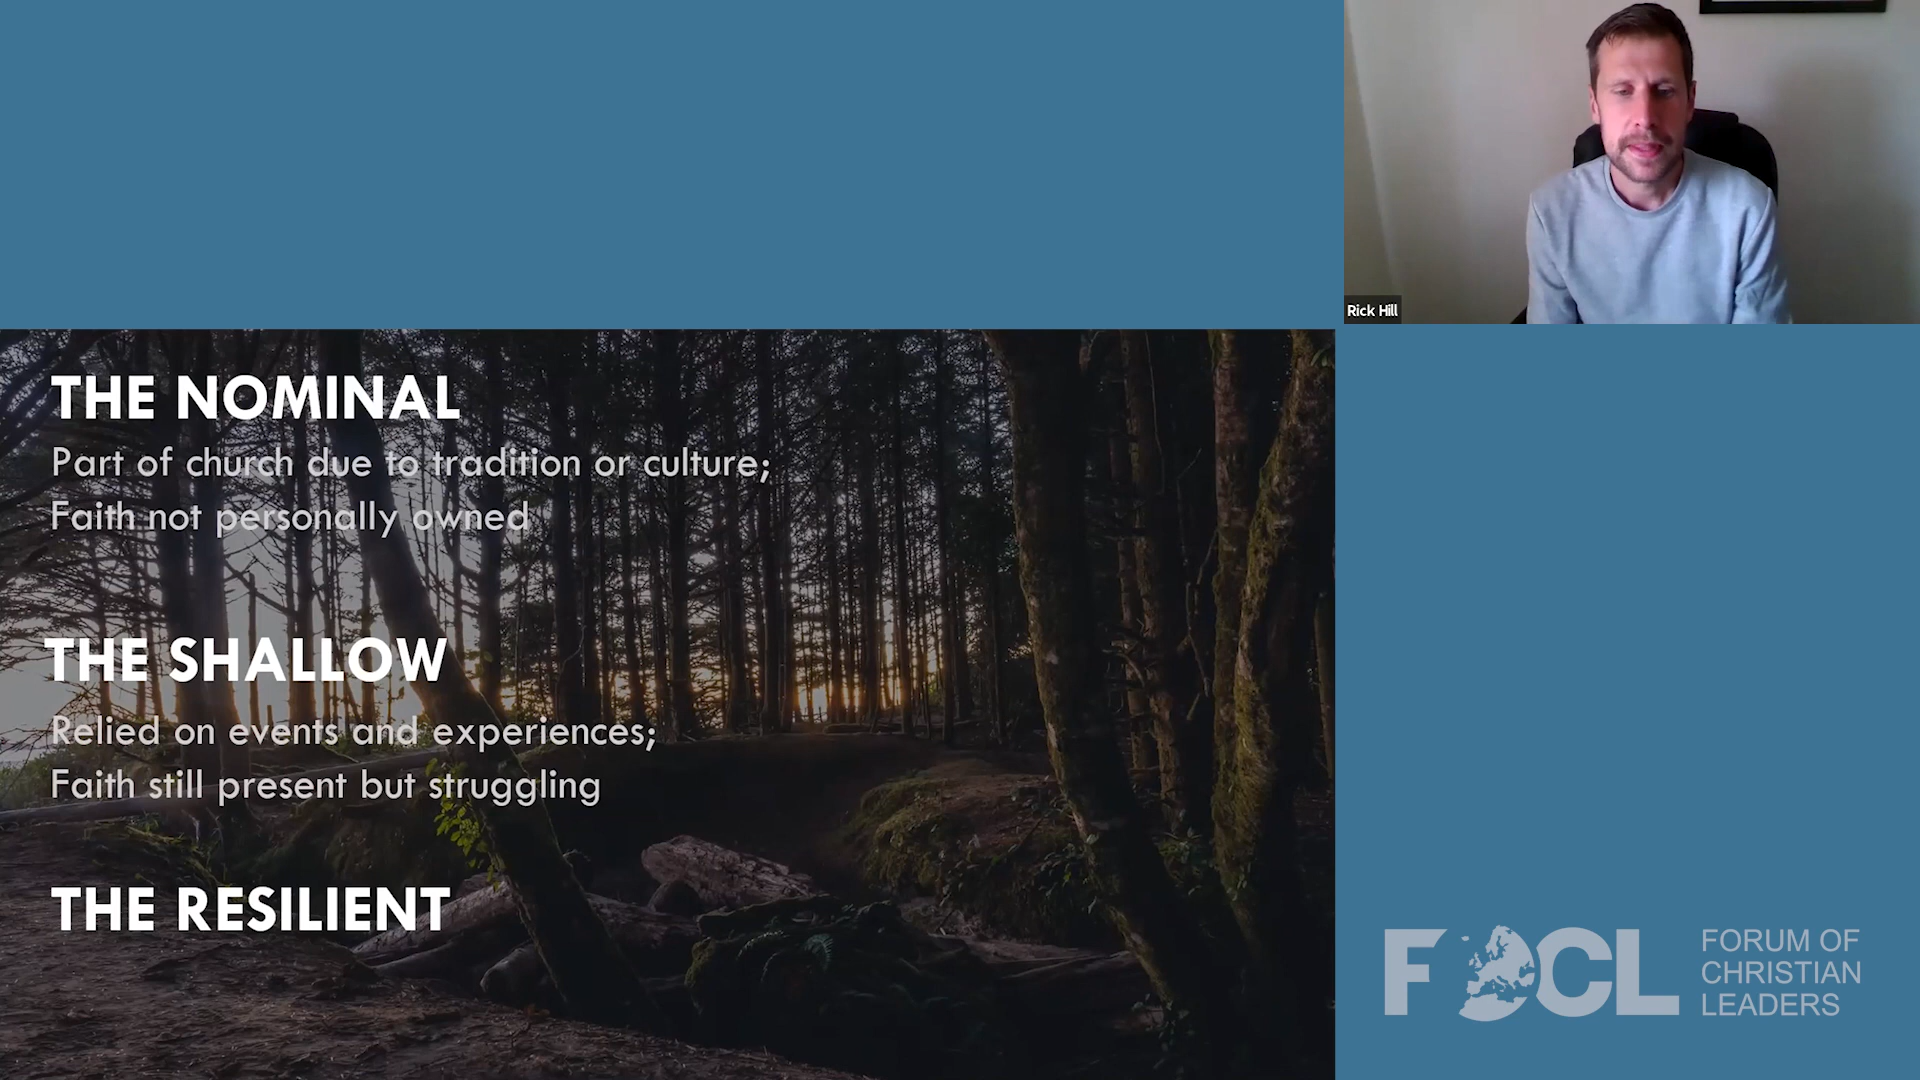 Rick Hill
THE NOMINAL
Part of church due to tradition or culture;
Faith not personally owned
THE SHALLOW
Relied on events and experiences;
Faith still present but struggling
THE RESILIENT
FOCL
FORUM OF
CHRISTIAN
LEADERS